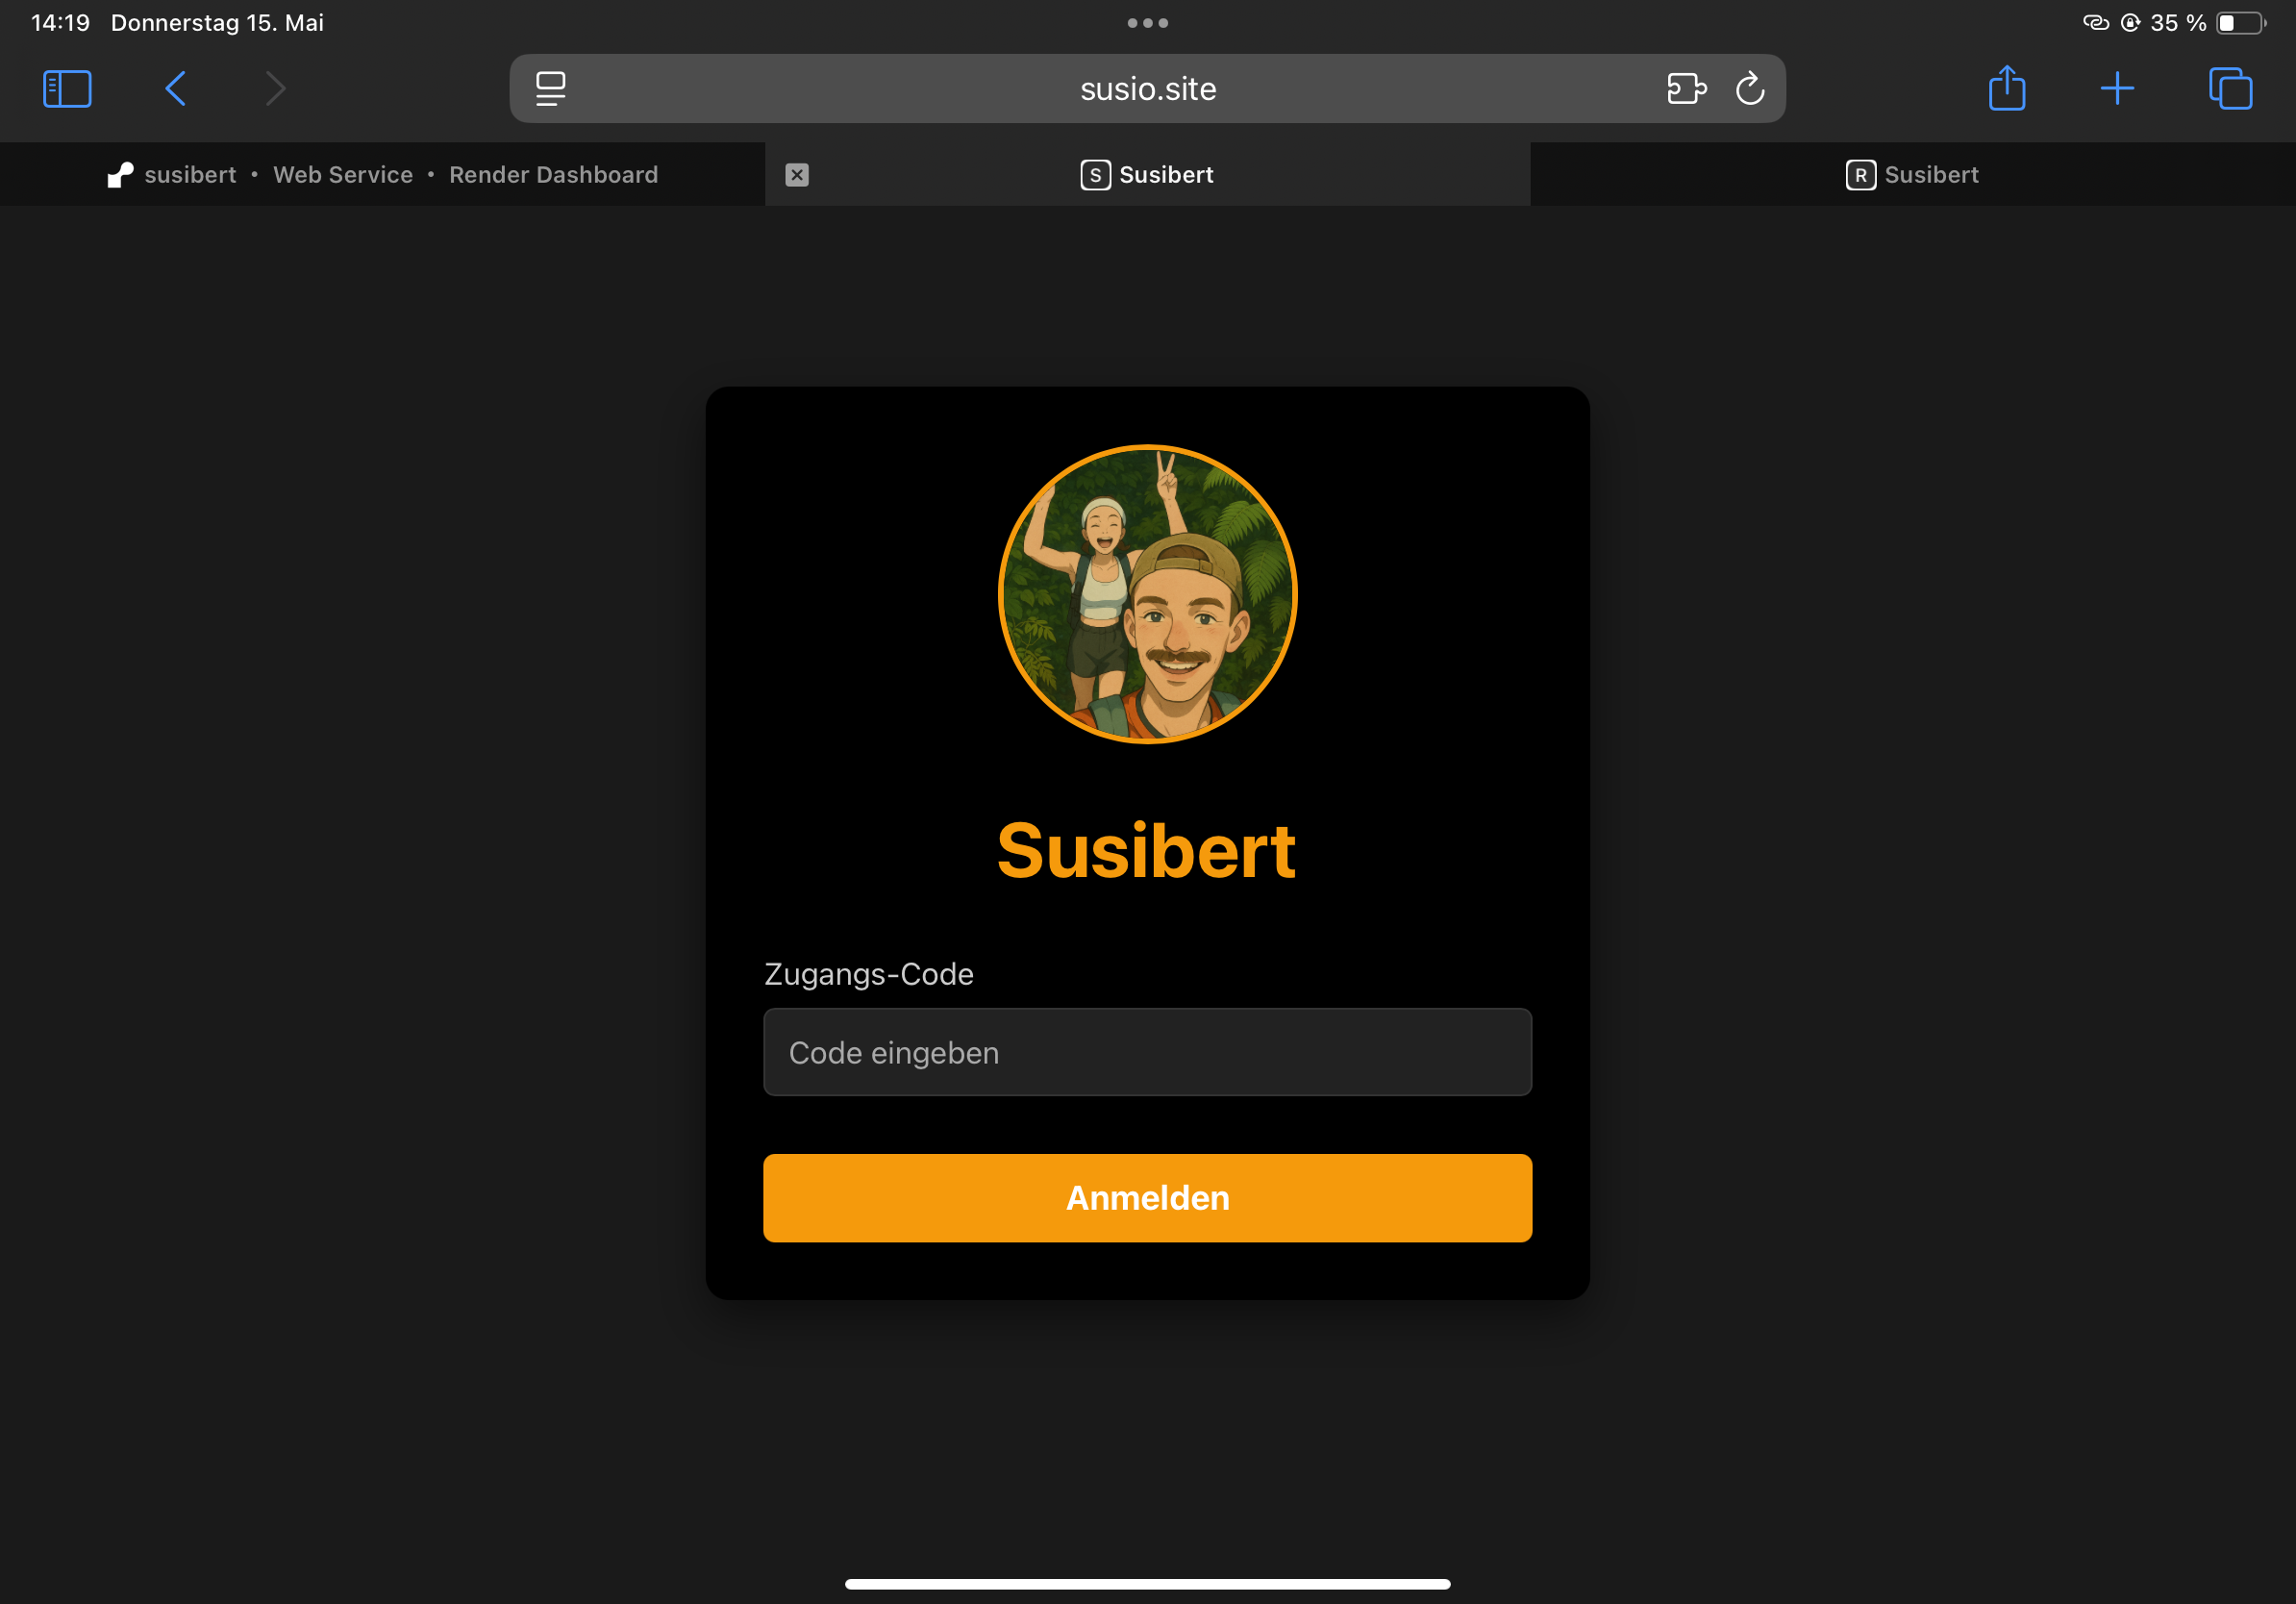 14:19 Donnerstag 15. Mai
35 %
susio.site
susibert • Web Service • Render Dashboard
S Susibert
R Susibert
Susibert
Zugangs-Code
Code eingeben
Anmelden